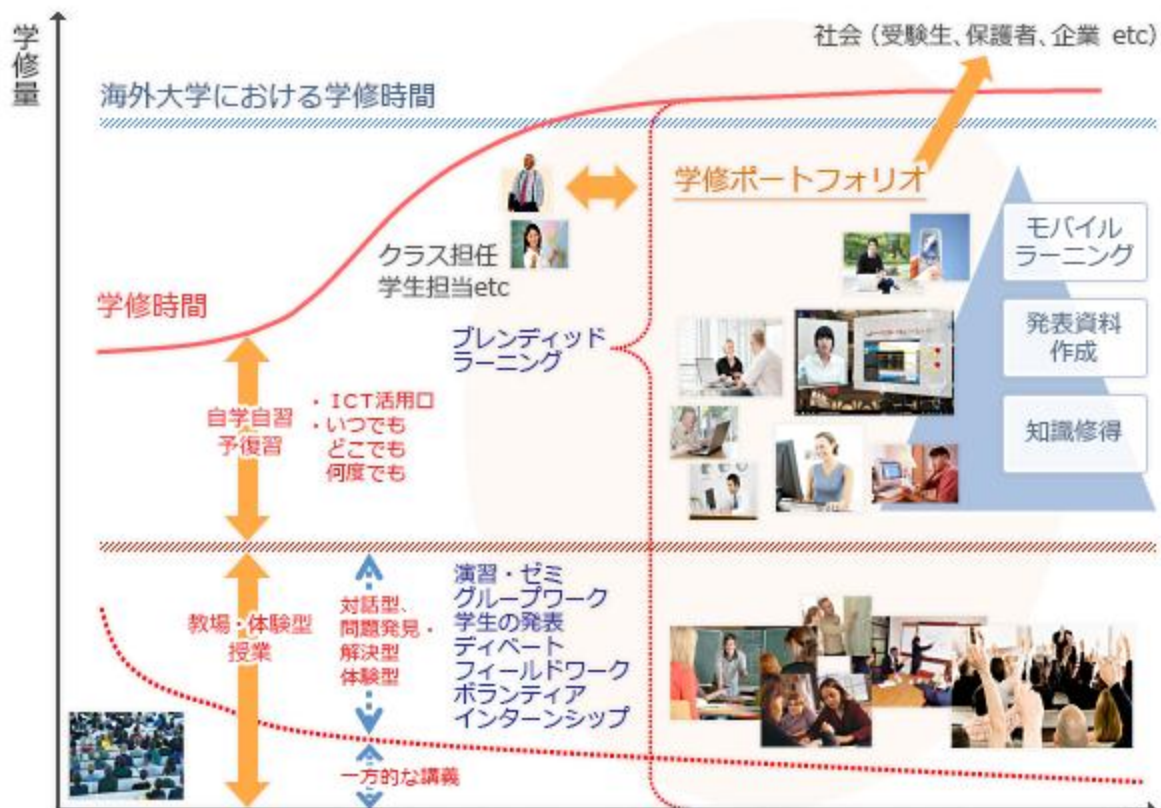 学修量
社会（受験生、保護者、企業 etc）
海外大学における学修時間
学修ポートフォリオ
モバイル
ラーニング
クラス担任
学生担当etc
学修時間
発表資料
作成
ブレンディッド
ラーニング
・ICT活用口
・いつでも
どこでも
何度でも
自学自習
予復習
知識修得
教場・体験型
授業
対話型、
問題発見・
解決型
体験型
演習・ゼミ
グループワーク
学生の発表
ディベート
フィールドワーク
ボランティア
インターンシップ
一方的な講義